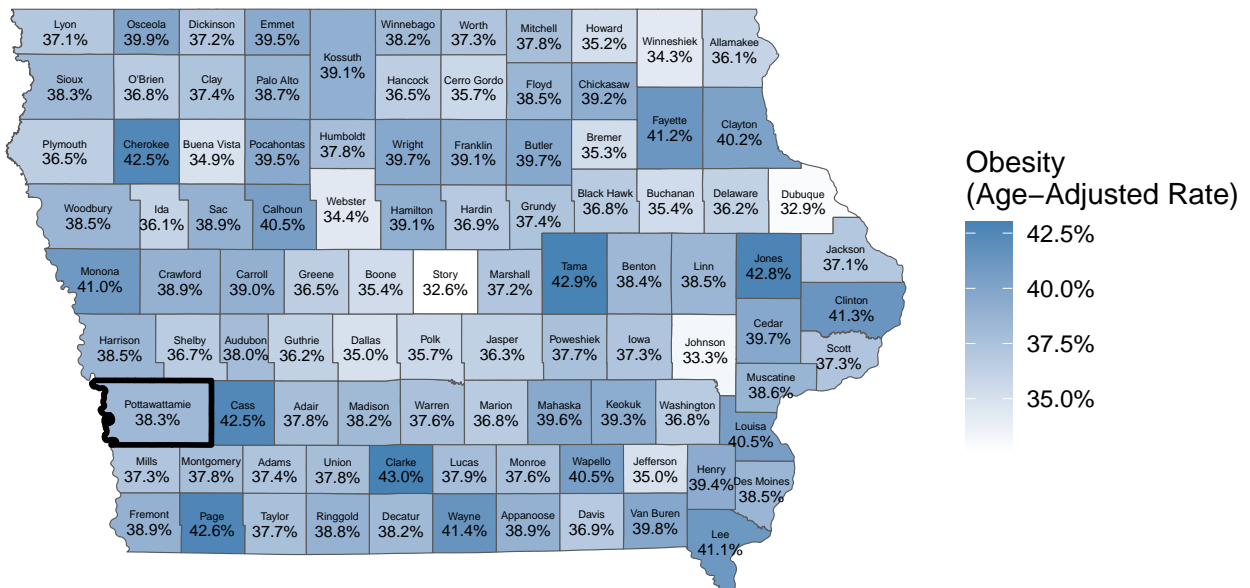 Lyon
37.1%
Osceola
39.9%
Dickinson
37.2%
Emmet
39.5%
Kossuth
39.1%
Winnebago
38.2%
Worth
37.3%
Mitchell
37.8%
Howard
35.2%
Winneshiek
34.3%
Allamakee
36.1%
Sioux
38.3%
O'Brien
36.8%
Clay
37.4%
Palo Alto
38.7%
Hancock
36.5%
Cerro Gordo
35.7%
Floyd
38.5%
Chickasaw
39.2%
Fayette
41.2%
Clayton
40.2%
Plymouth
36.5%
Cherokee
42.5%
Buena Vista
34.9%
Pocahontas
39.5%
Humboldt
37.8%
Wright
39.7%
Franklin
39.1%
Butler
39.7%
Bremer
35.3%
Woodbury
38.5%
Ida
36.1%
Sac
38.9%
Calhoun
40.5%
Webster
34.4%
Hamilton
39.1%
Hardin
36.9%
Grundy
37.4%
Black Hawk
36.8%
Buchanan
35.4%
Delaware
36.2%
Dubuque
32.9%
Monona
41.0%
Crawford
38.9%
Carroll
39.0%
Greene
36.5%
Boone
35.4%
Story
32.6%
Marshall
37.2%
Tama
42.9%
Benton
38.4%
Linn
38.5%
Jones
42.8%
Jackson
37.1%
Clinton
41.3%
Harrison
38.5%
Shelby
36.7%
Audubon
38.0%
Guthrie
36.2%
Dallas
35.0%
Polk
35.7%
Jasper
36.3%
Poweshiek
37.7%
Iowa
37.3%
Johnson
33.3%
Cedar
39.7%
Scott
37.3%
Muscatine
38.6%
Pottawattamie
38.3%
Cass
42.5%
Adair
37.8%
Madison
38.2%
Warren
37.6%
Marion
36.8%
Mahaska
39.6%
Keokuk
39.3%
Washington
36.8%
Louisa
40.5%
Mills
37.3%
Montgomery
37.8%
Adams
37.4%
Union
37.8%
Clarke
43.0%
Lucas
37.9%
Monroe
37.6%
Wapello
40.5%
Jefferson
35.0%
Henry
39.4%
Des Moines
38.5%
Fremont
38.9%
Page
42.6%
Taylor
37.7%
Ringgold
38.8%
Decatur
38.2%
Wayne
41.4%
Appanoose
38.9%
Davis
36.9%
Van Buren
39.8%
Lee
41.1%
Obesity
(Age−Adjusted Rate)
42.5%
40.0%
37.5%
35.0%